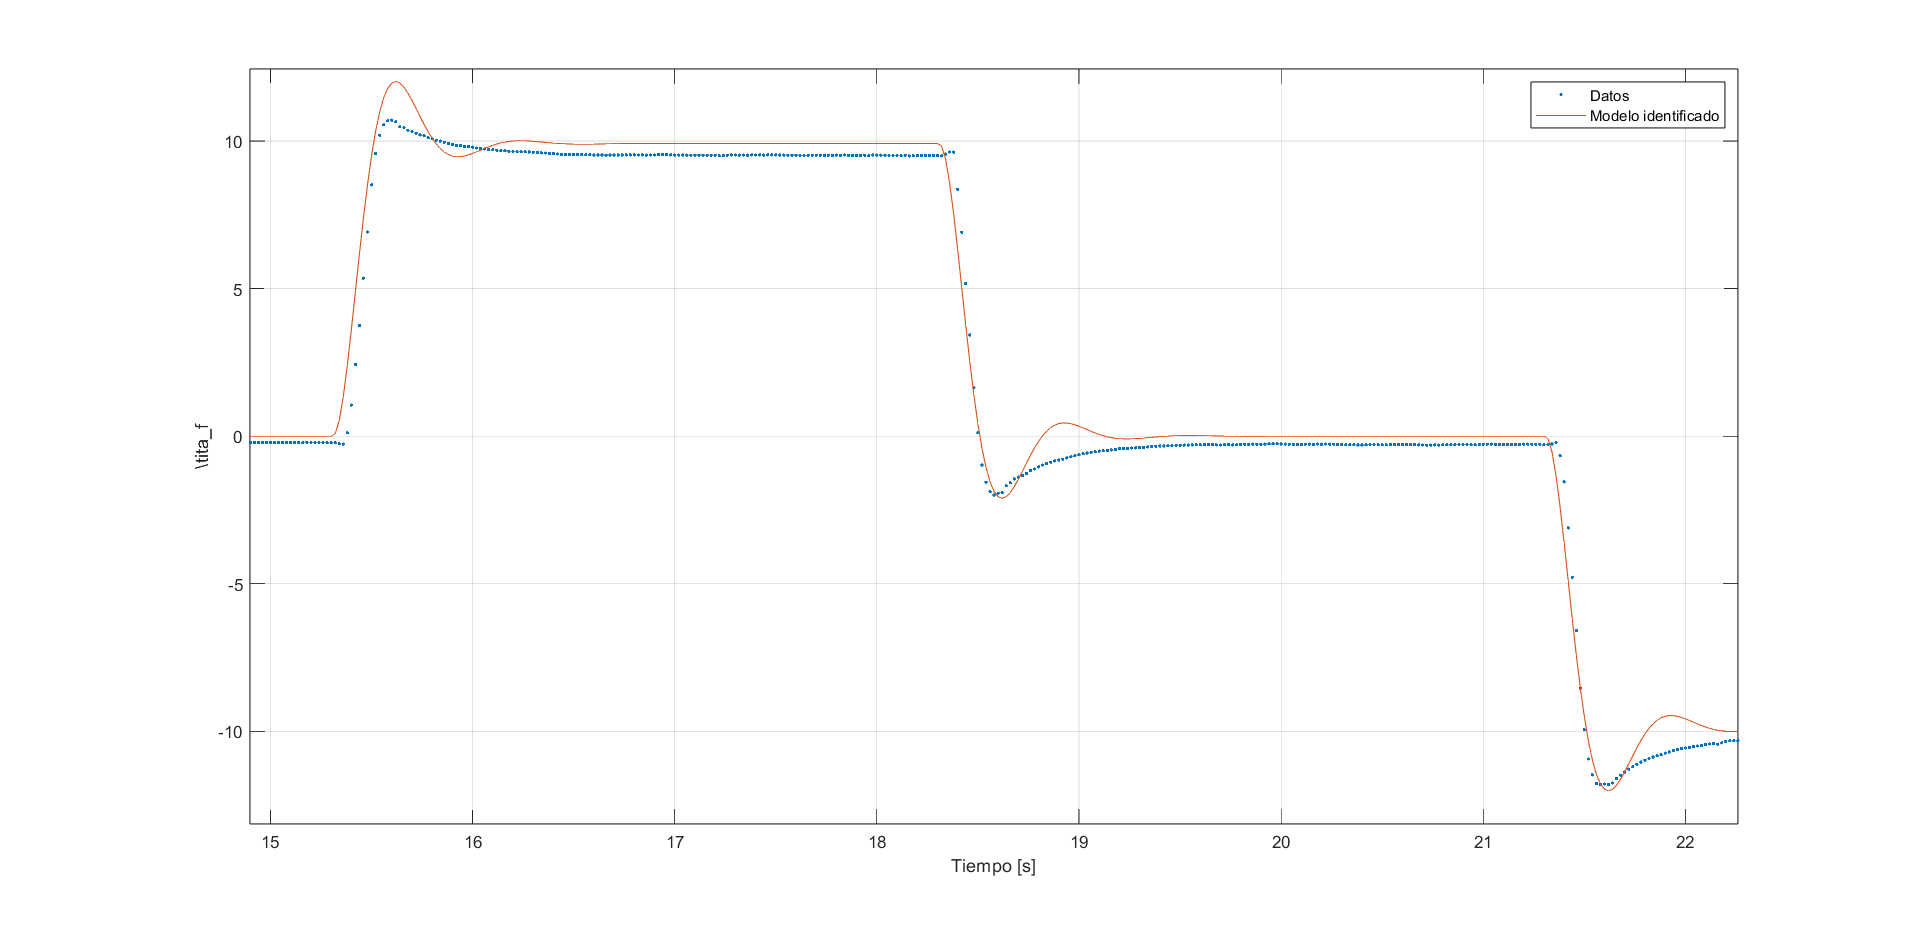 Datos
Modelo identificado
10
5
0
-5
-10
\tita_f
15 16 17 18 19 20 21 22
Tiempo [s]